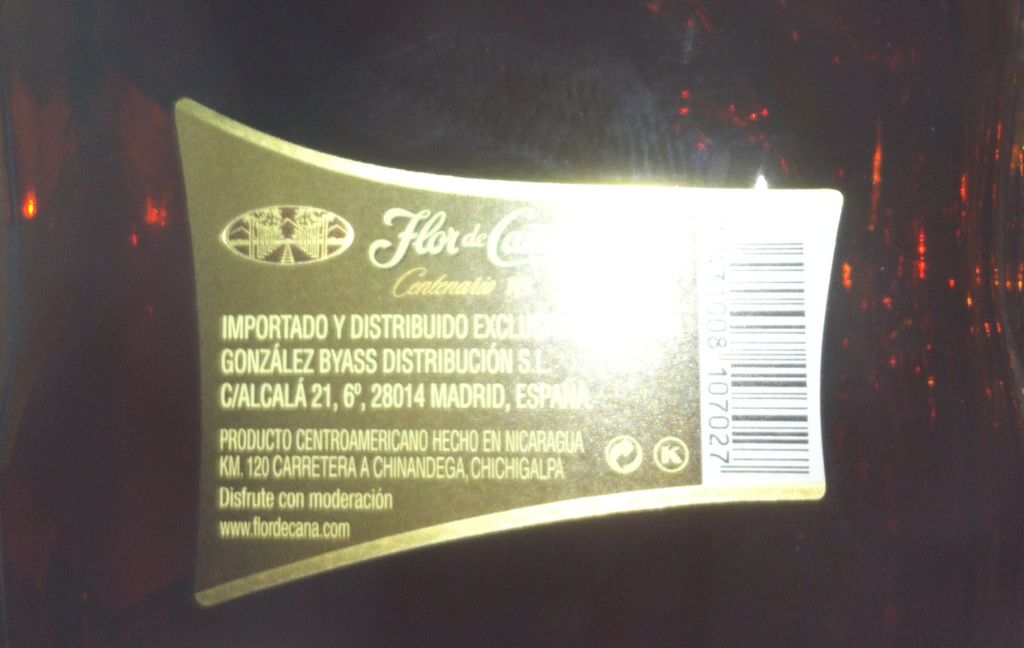 Flor de
Centenario
IMPORTADO Y DISTRIBUIDO
GONZÁLEZ BYASS DISTRIBUCIÓN S.L.
C/ALCALÁ 21, 6º, 28014 MADRID, ESPAÑA
PRODUCTO CENTROAMERICANO HECHO EN NICARAGUA
KM. 120 CARRETERA A CHINANDEGA, CHICHIGALPA
Disfrute con moderación
www.flordecana.com
K
107027